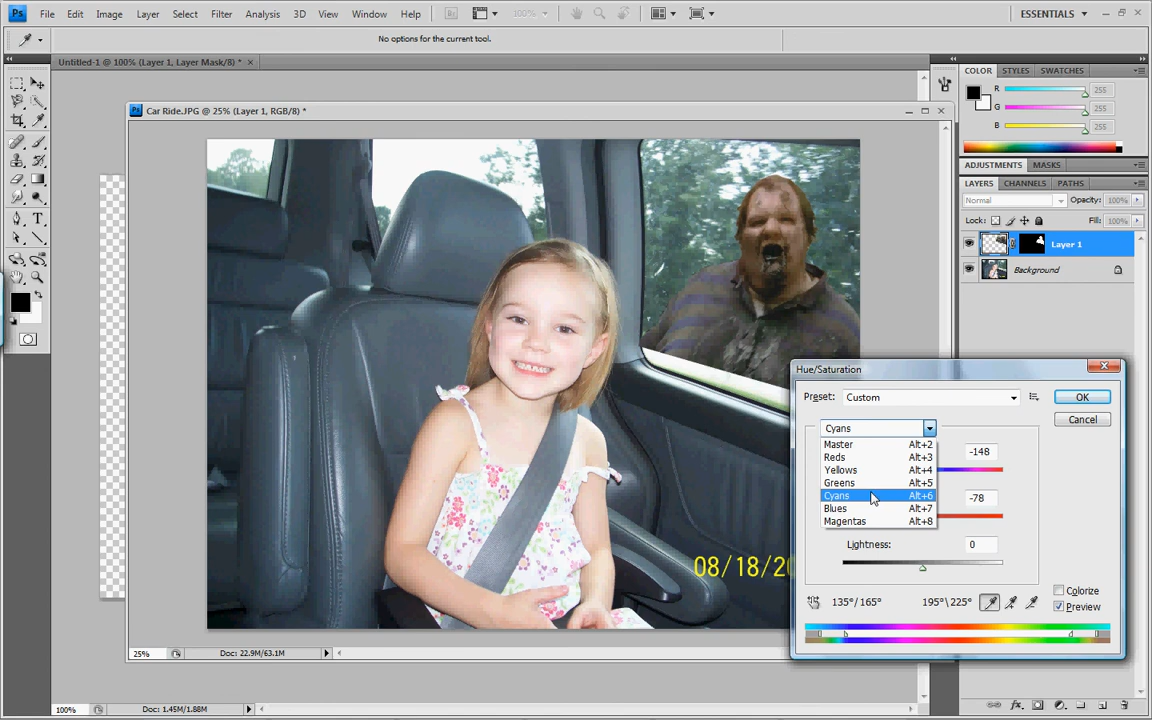 Ps File Edit Image Layer Select Filter Analysis 3D View Window Help Br 100% ESSENTIALS
No options for the current tool.
Untitled-1 @ 100% (Layer 1, Layer Mask/8) *
Ps Car Ride.JPG @ 25% (Layer 1, RGB/8) *
COLOR STYLES SWATCHES
R 255
G 255
B 255
ADJUSTMENTS MASKS
LAYERS CHANNELS PATHS
Normal Opacity: 100%
Lock: Fill: 100%
Layer 1
Background
T
Hue/Saturation
Preset: Custom OK
Cancel
Cyans
Master Alt+2
Reds Alt+3
-148
Yellows Alt+4
Greens Alt+5
Cyans Alt+6
-78
Blues Alt+7
Magentas Alt+8
Lightness: 0
Colorize
135°/165° 195°\225° Preview
08/18/20
25% Doc: 22.9M/63.1M
100% Doc: 1.45M/1.88M
fx